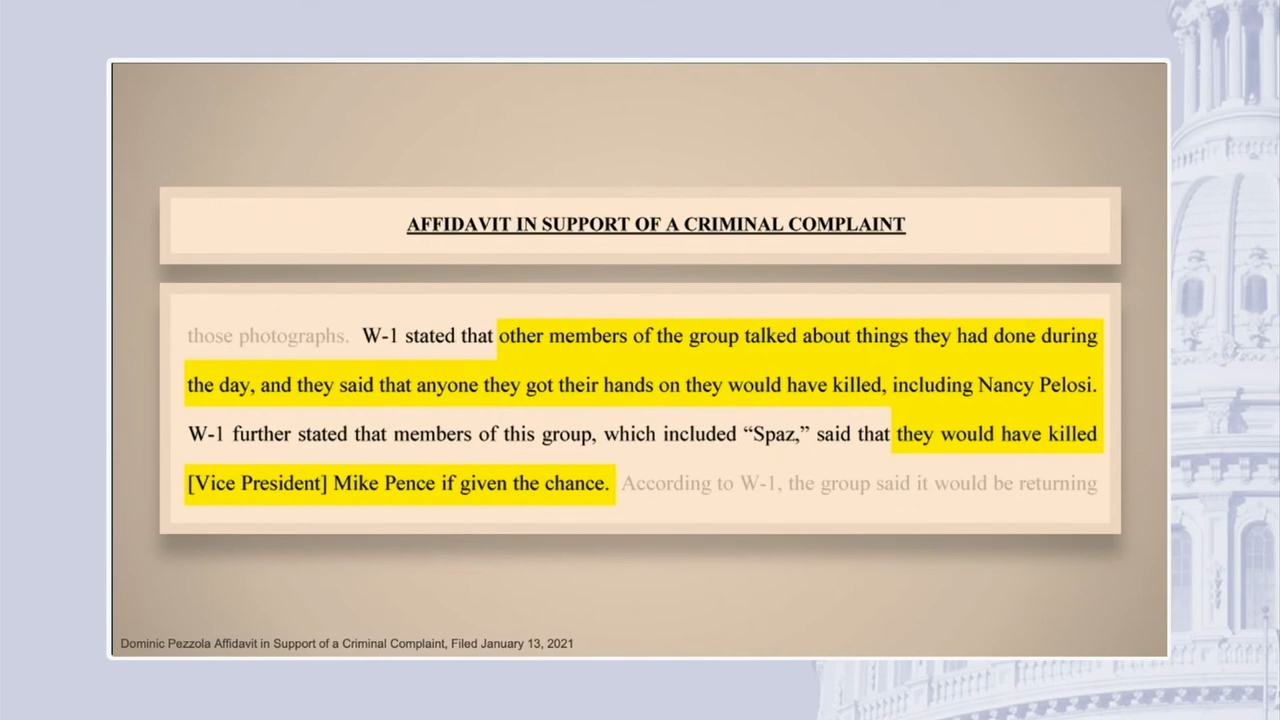 AFFIDAVIT IN SUPPORT OF A CRIMINAL COMPLAINT
those photographs. W-1 stated that other members of the group talked about things they had done during
the day, and they said that anyone they got their hands on they would have killed, including Nancy Pelosi.
W-1 further stated that members of this group, which included “Spaz,” said that they would have killed
[Vice President] Mike Pence if given the chance. According to W-1, the group said it would be returning
Dominic Pezzola Affidavit in Support of a Criminal Complaint, Filed January 13, 2021